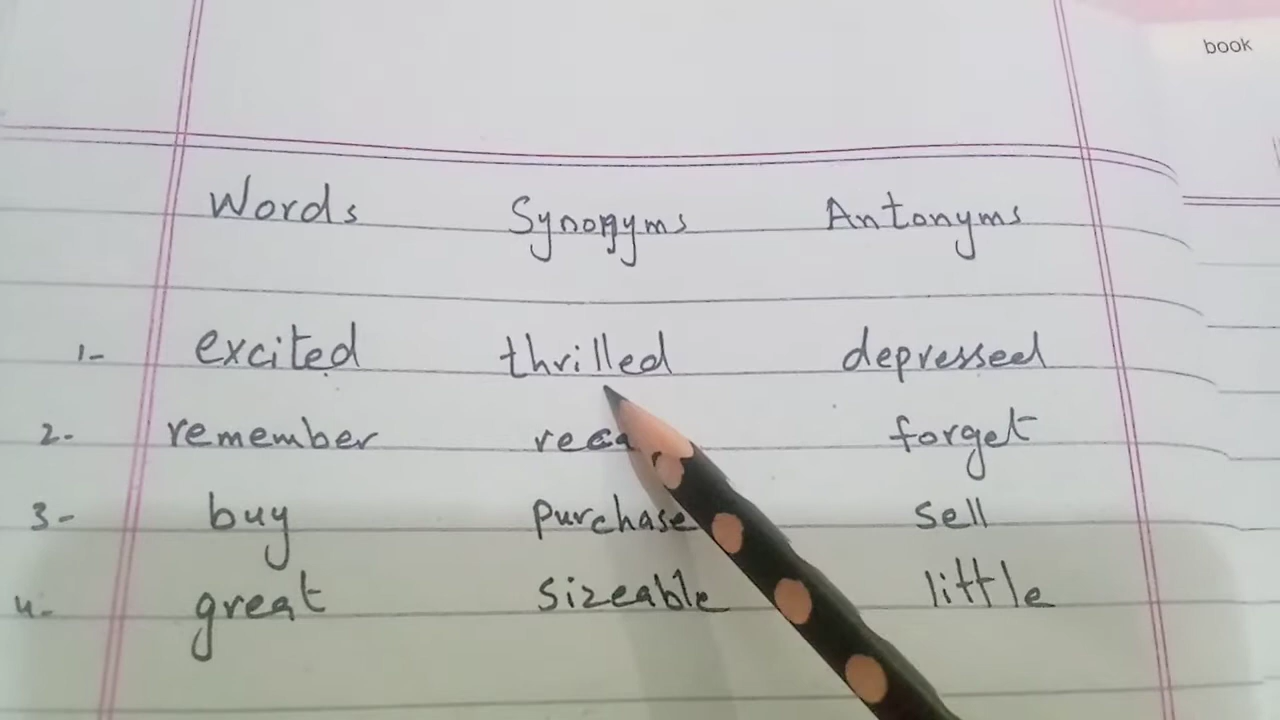 book
Words Synonyms Antonyms
1- excited thrilled depressed
2- remember forget
3- buy purchase sell
4- great sizeable little